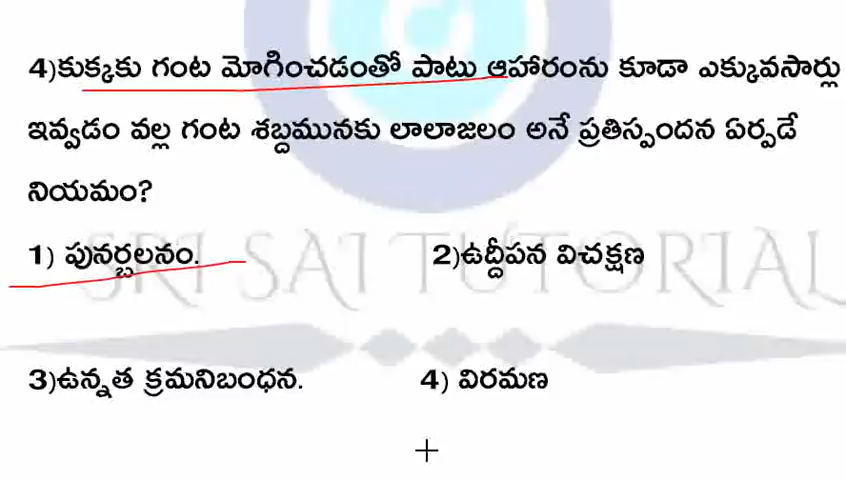 4)కుక్కకు గంట మోగించడంతో పాటు ఆహారంను కూడా ఎక్కువసార్లు
ఇవ్వడం వల్ల గంట శబ్దమునకు లాలాజలం అనే ప్రతిస్పందన ఏర్పడే
నియమం?
1) పునర్బలనం. 2)ఉద్దీపన విచక్షణ
SRI SAI TUTORIAL
3)ఉన్నత క్రమనిబంధన. 4) విరమణ